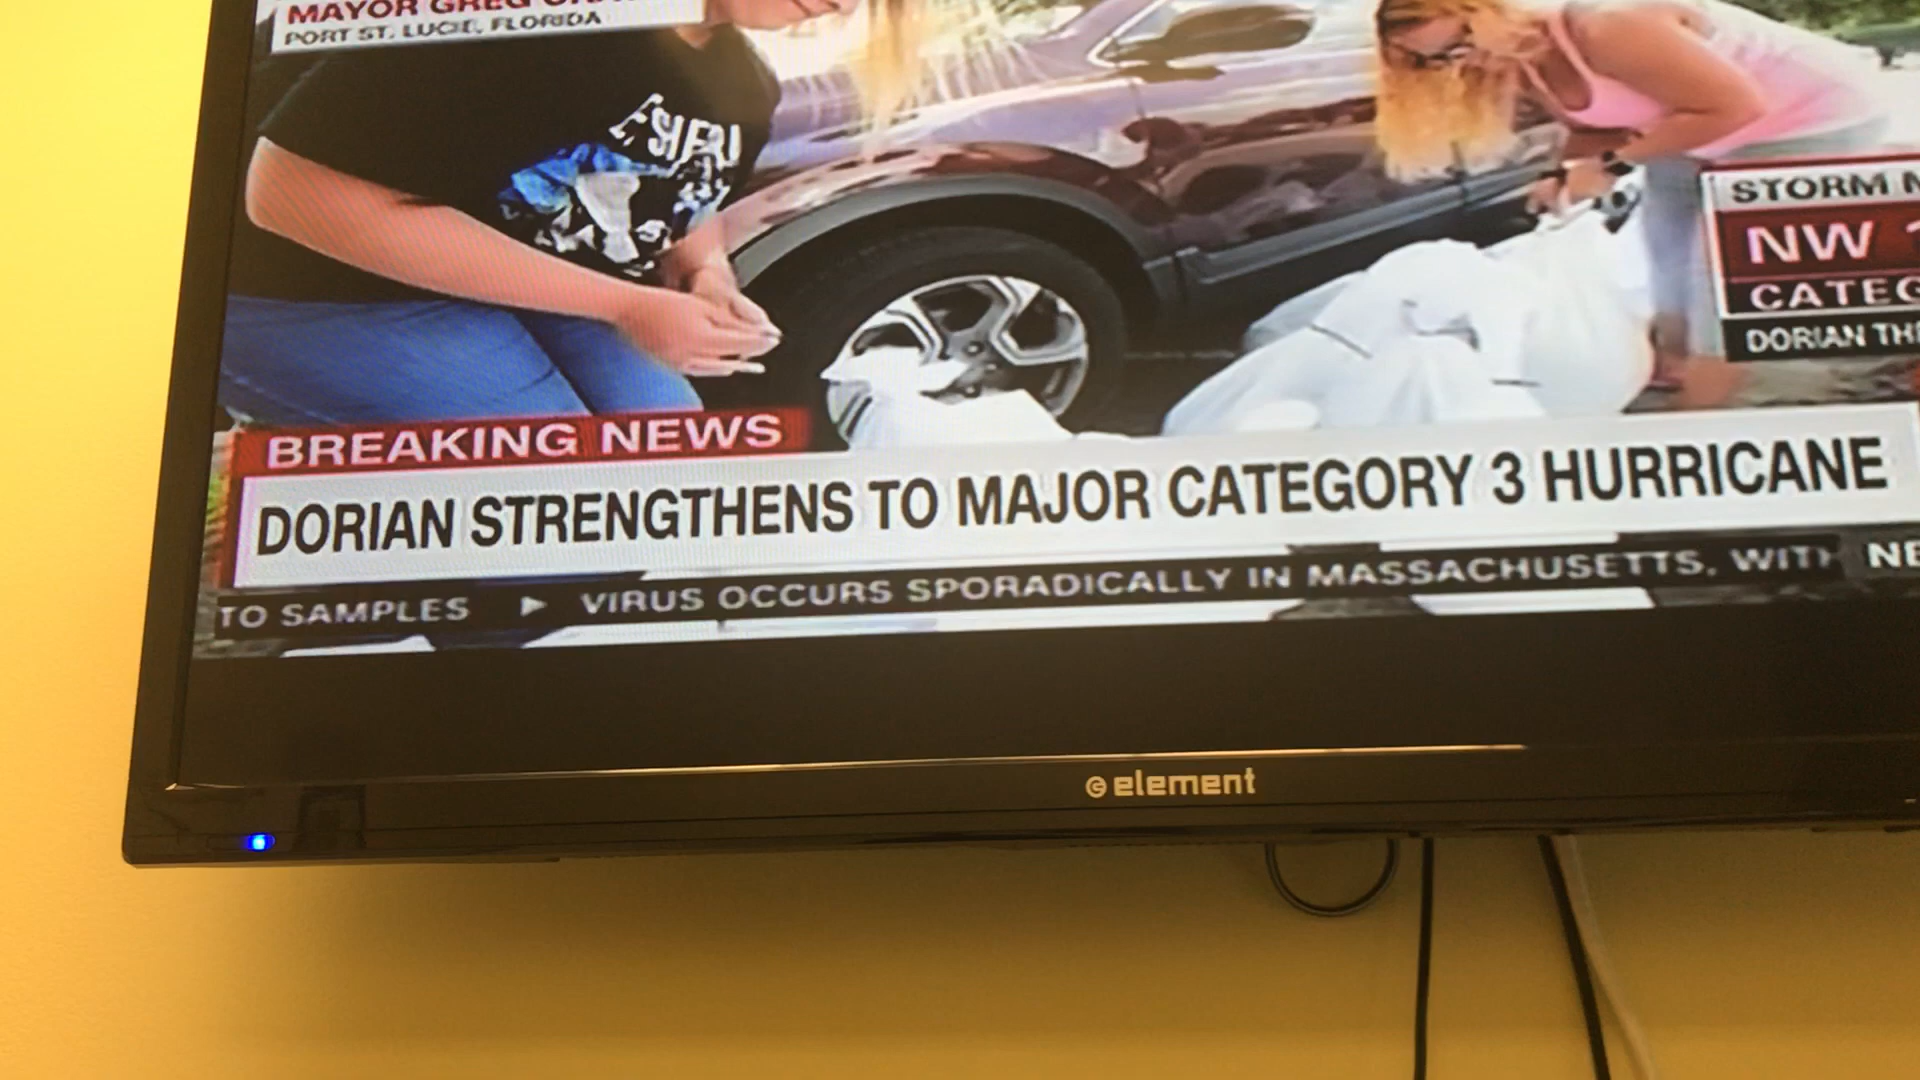 MAYOR GREG
PORT ST. LUCIE, FLORIDA
STORM
NW
CATEG
DORIAN TH
BREAKING NEWS
DORIAN STRENGTHENS TO MAJOR CATEGORY 3 HURRICANE
TO SAMPLES ▶ VIRUS OCCURS SPORADICALLY IN MASSACHUSETTS, WITH NE
element